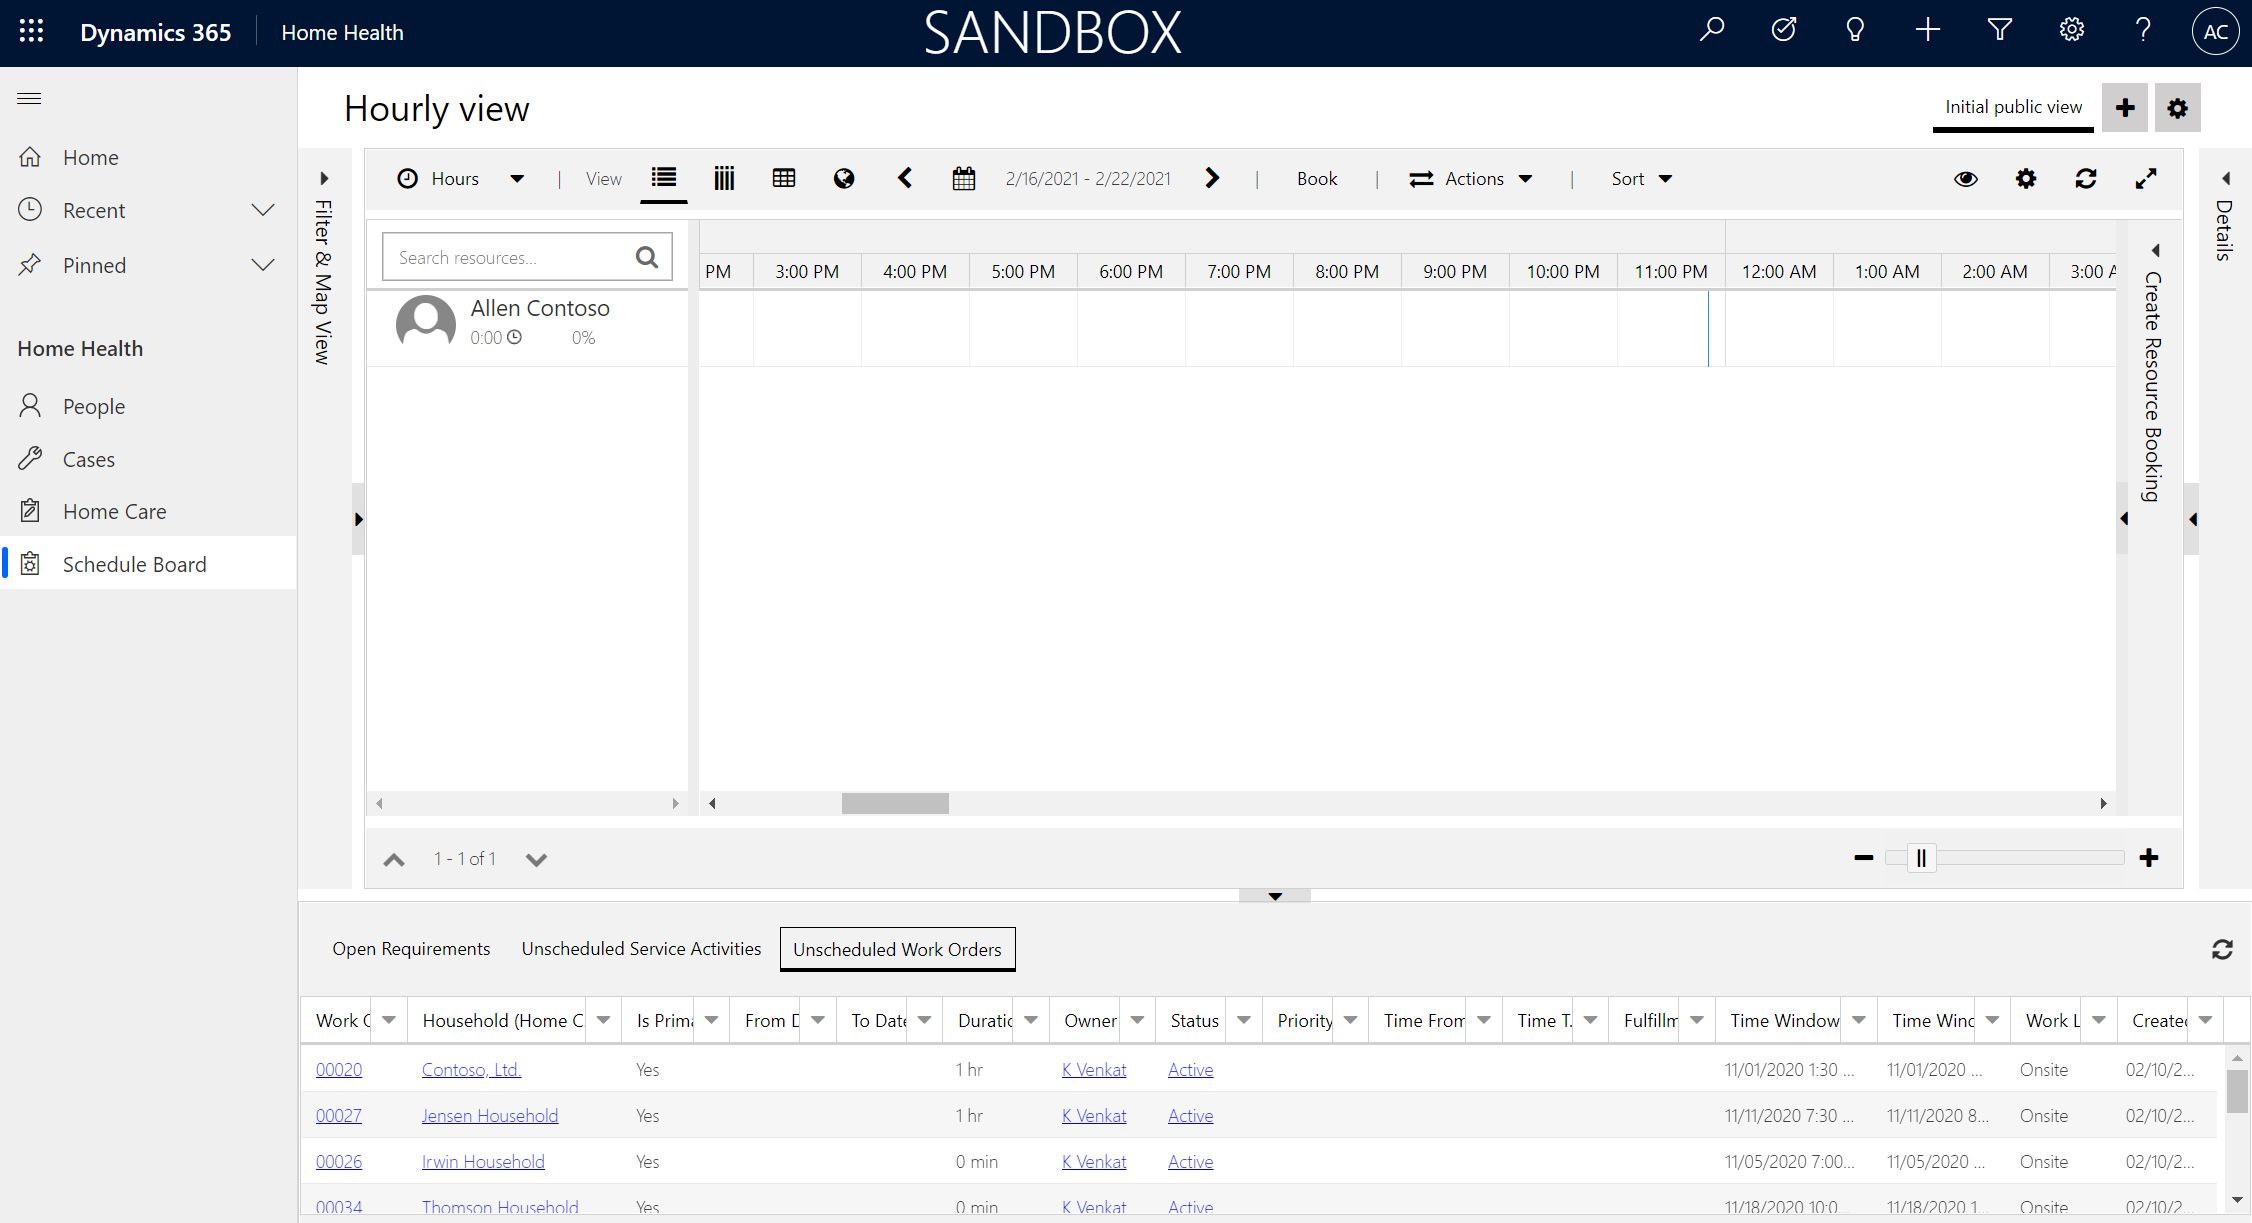 Dynamics 365
Home Health
SANDBOX
AC
Home
Recent
Pinned
Home Health
People
Cases
Home Care
Schedule Board
Hourly view
Initial public view
Filter & Map View
Hours
View
2/16/2021 - 2/22/2021
Book
Actions
Sort
Details
Search resources...
PM 3:00 PM 4:00 PM 5:00 PM 6:00 PM 7:00 PM 8:00 PM 9:00 PM 10:00 PM 11:00 PM 12:00 AM 1:00 AM 2:00 AM 3:00 A
Create Resource Booking
Allen Contoso
0:00 0%
1 - 1 of 1
Open Requirements Unscheduled Service Activities Unscheduled Work Orders
Work C Household (Home C Is Prima From D To Date Duratic Owner Status Priority Time From Time T. Fulfillm Time Window Time Winc Work L Created
00020 Contoso, Ltd. Yes 1 hr K Venkat Active 11/01/2020 1:30 ... 11/01/2020 ... Onsite 02/10/2...
00027 Jensen Household Yes 1 hr K Venkat Active 11/11/2020 7:30 ... 11/11/2020 8... Onsite 02/10/2...
00026 Irwin Household Yes 0 min K Venkat Active 11/05/2020 7:00... 11/05/2020 ... Onsite 02/10/2...
00034 Thomson Household Yes 0 min K Venkat Active 11/18/2020 10:0... 11/18/2020 1... Onsite 02/10/2...